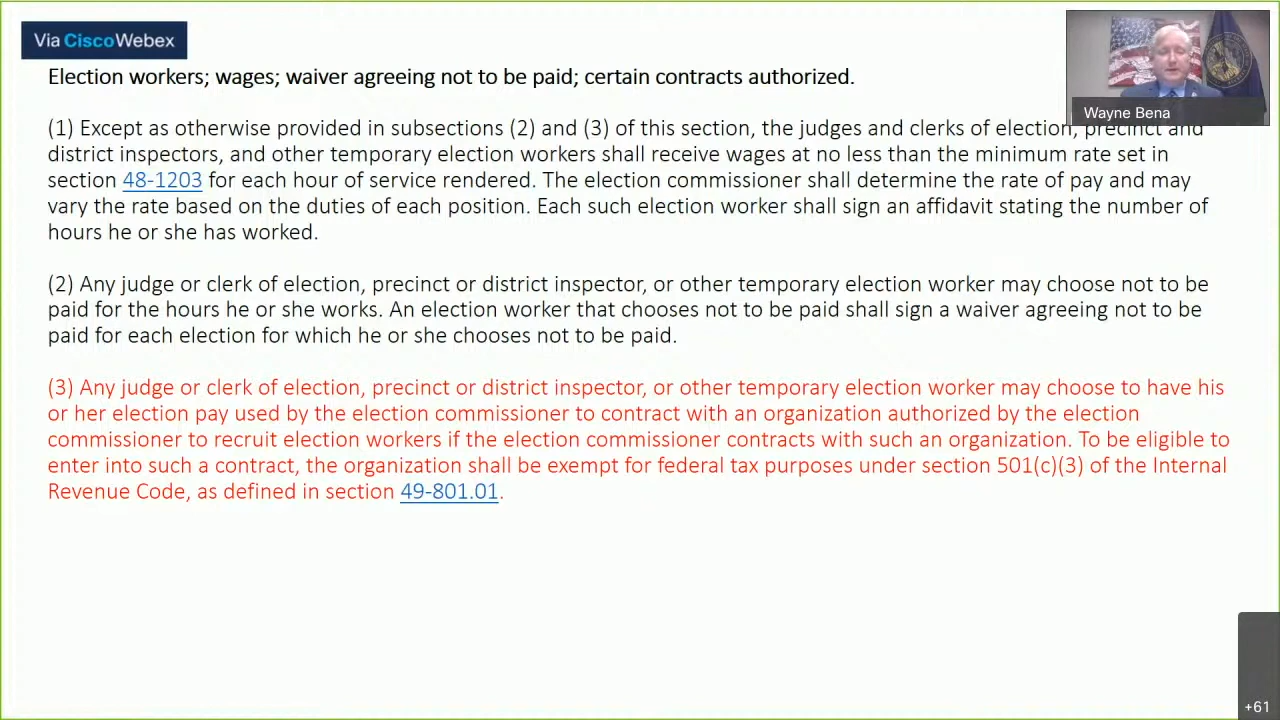 Via Cisco Webex
Election workers; wages; waiver agreeing not to be paid; certain contracts authorized.
Wayne Bena
(1) Except as otherwise provided in subsections (2) and (3) of this section, the judges and clerks of election, precinct and
district inspectors, and other temporary election workers shall receive wages at no less than the minimum rate set in
section 48-1203 for each hour of service rendered. The election commissioner shall determine the rate of pay and may
vary the rate based on the duties of each position. Each such election worker shall sign an affidavit stating the number of
hours he or she has worked.
(2) Any judge or clerk of election, precinct or district inspector, or other temporary election worker may choose not to be
paid for the hours he or she works. An election worker that chooses not to be paid shall sign a waiver agreeing not to be
paid for each election for which he or she chooses not to be paid.
(3) Any judge or clerk of election, precinct or district inspector, or other temporary election worker may choose to have his
or her election pay used by the election commissioner to contract with an organization authorized by the election
commissioner to recruit election workers if the election commissioner contracts with such an organization. To be eligible to
enter into such a contract, the organization shall be exempt for federal tax purposes under section 501(c)(3) of the Internal
Revenue Code, as defined in section 49-801.01.
+61